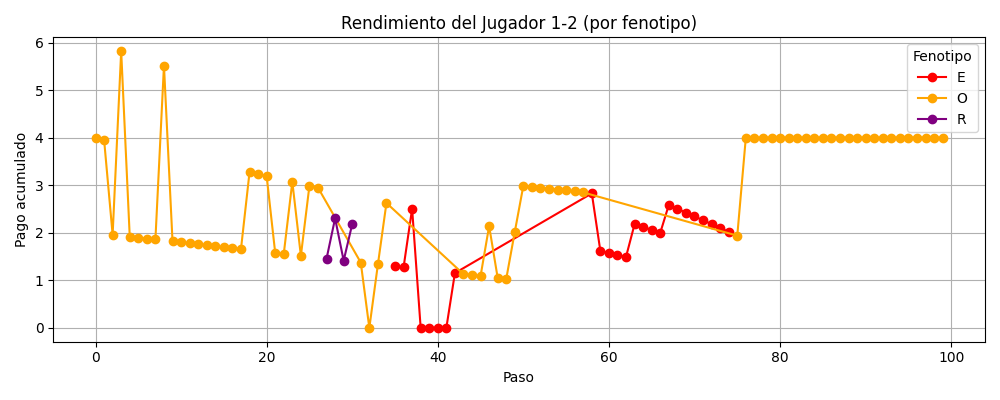 Rendimiento del Jugador 1-2 (por fenotipo)
Pago acumulado
6
5
4
3
2
1
0
Fenotipo
E
O
R
0 20 40 60 80 100
Paso